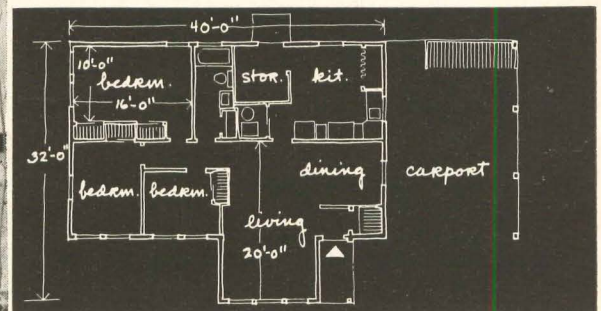 40'-0"
10'-0"
bedrm.
16'-0"
stor.
kit.
32'-0"
bedrm.
bedrm.
dining
carport
living
20'-0"